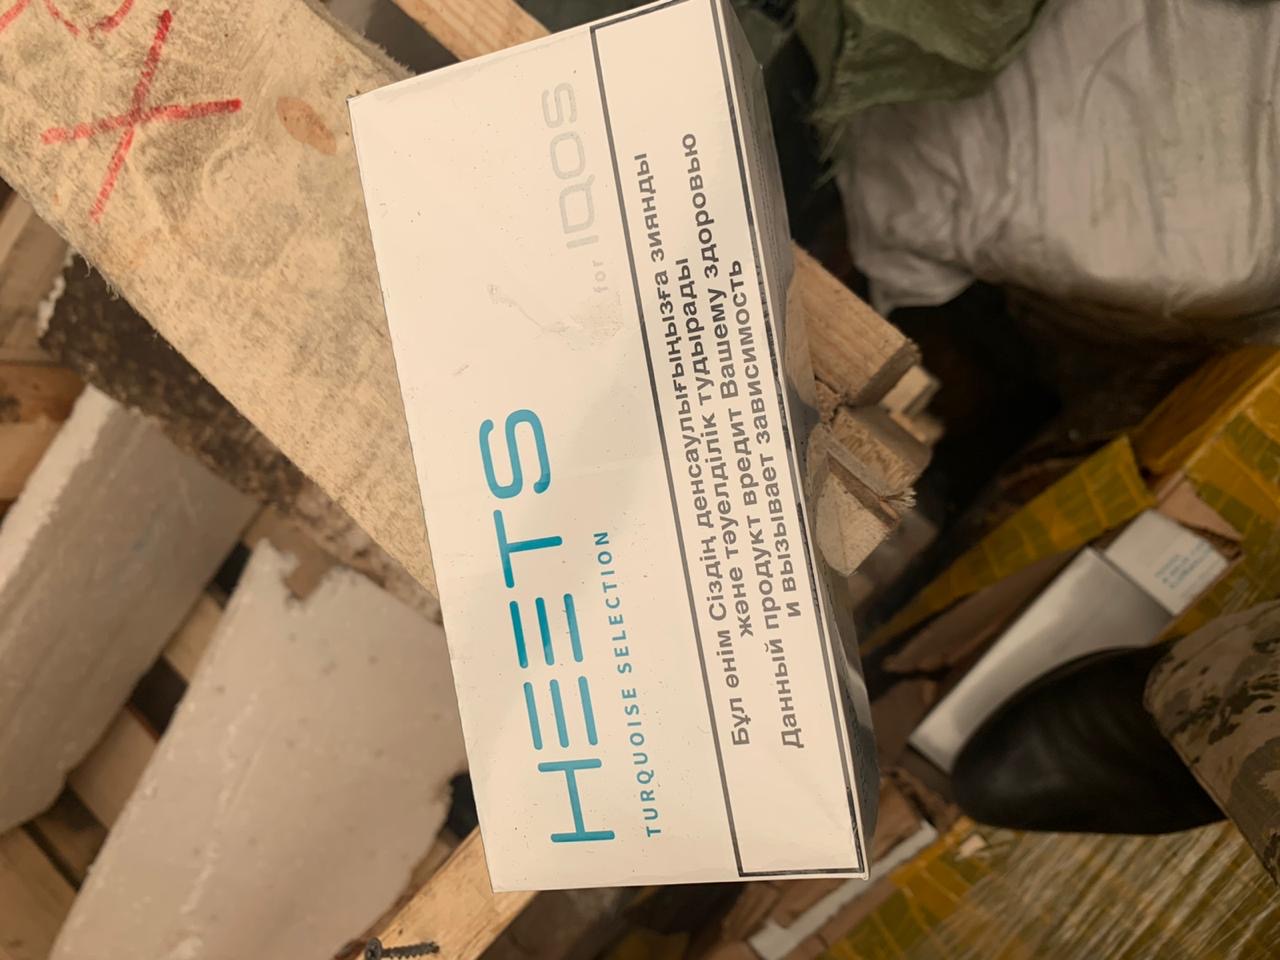 HEETS
TURQUOISE SELECTION
for IQOS
Бұл өнім Сіздің денсаулығыңызға зиянды
және тәуелділік тудырады
Данный продукт вредит Вашему здоровью
и вызывает зависимость